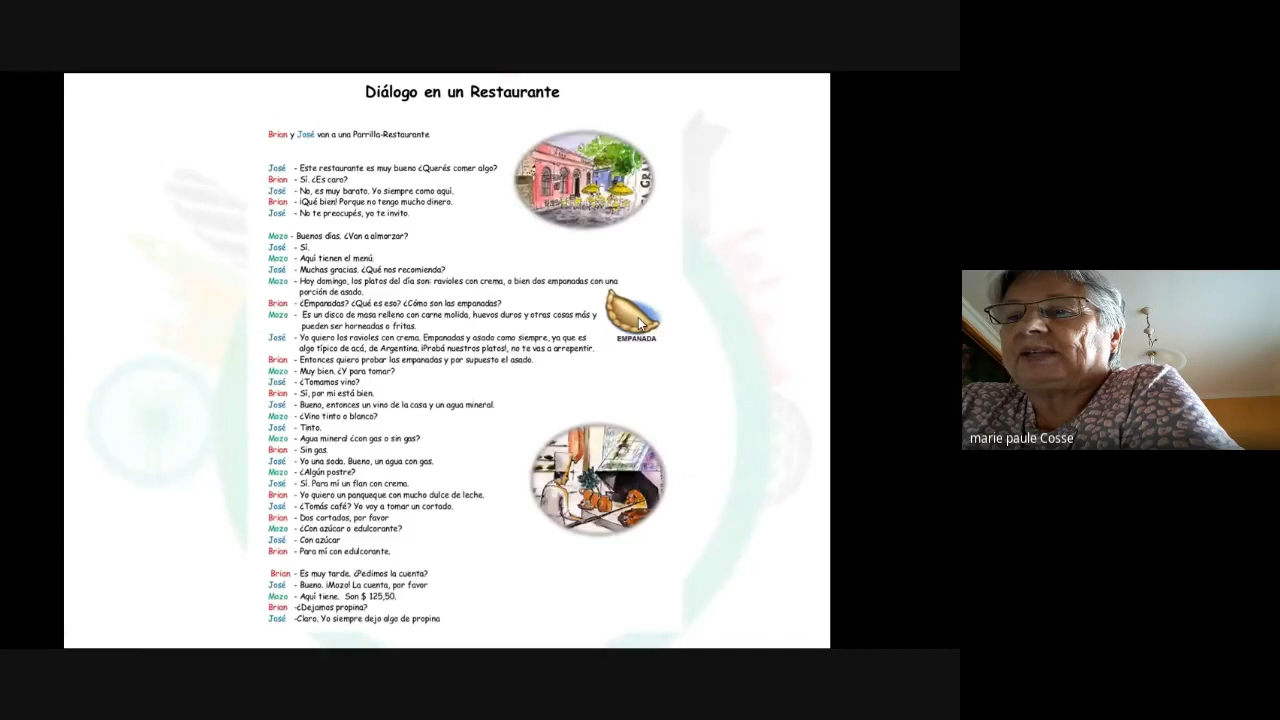 Diálogo en un Restaurante
Brian y José van a una Parrilla-Restaurante
José - Este restaurante es muy bueno ¿Querés comer algo?
Brian - Sí. ¿Es caro?
José - No, es muy barato. Yo siempre como aquí.
Brian - ¡Qué bien! Porque no tengo mucho dinero.
José - No te preocupés, yo te invito.
Mozo - Buenos días. ¿Van a almorzar?
José - Sí.
Mozo - Aquí tienen el menú.
José - Muchas gracias. ¿Qué nos recomienda?
Mozo - Hoy domingo, los platos del día son: ravioles con crema, o bien dos empanadas con una
porción de asado.
Brian - ¿Empanadas? ¿Qué es eso? ¿Cómo son las empanadas?
Mozo - Es un disco de masa relleno con carne molida, huevos duros y otras cosas más y
pueden ser horneadas o fritas.
José - Yo quiero los ravioles con crema. Empanadas y asado como siempre, ya que es
algo típico de acá, de Argentina. ¡Probá nuestros platos!, no te vas a arrepentir.
EMPANADA
Brian - Entonces quiero probar las empanadas y por supuesto el asado.
Mozo - Muy bien. ¿Y para tomar?
José - ¿Tomamos vino?
Brian - Sí, por mi está bien.
José - Bueno, entonces un vino de la casa y un agua mineral.
Mozo - ¿Vino tinto o blanco?
José - Tinto.
Mozo - Agua mineral ¿con gas o sin gas?
Brian - Sin gas.
José - Yo una soda. Bueno, un agua con gas.
Mozo - ¿Algún postre?
José - Sí. Para mí un flan con crema.
Brian - Yo quiero un panqueque con mucho dulce de leche.
José - ¿Tomás café? Yo voy a tomar un cortado.
Brian - Dos cortados, por favor
Mozo - ¿Con azúcar o edulcorante?
José - Con azúcar
Brian - Para mí con edulcorante.
Brian - Es muy tarde. ¿Pedimos la cuenta?
José - Bueno. ¡Mozo! La cuenta, por favor
Mozo - Aquí tiene. Son $ 125,50.
Brian -¿Dejamos propina?
José -Claro. Yo siempre dejo algo de propina
marie paule Cosse